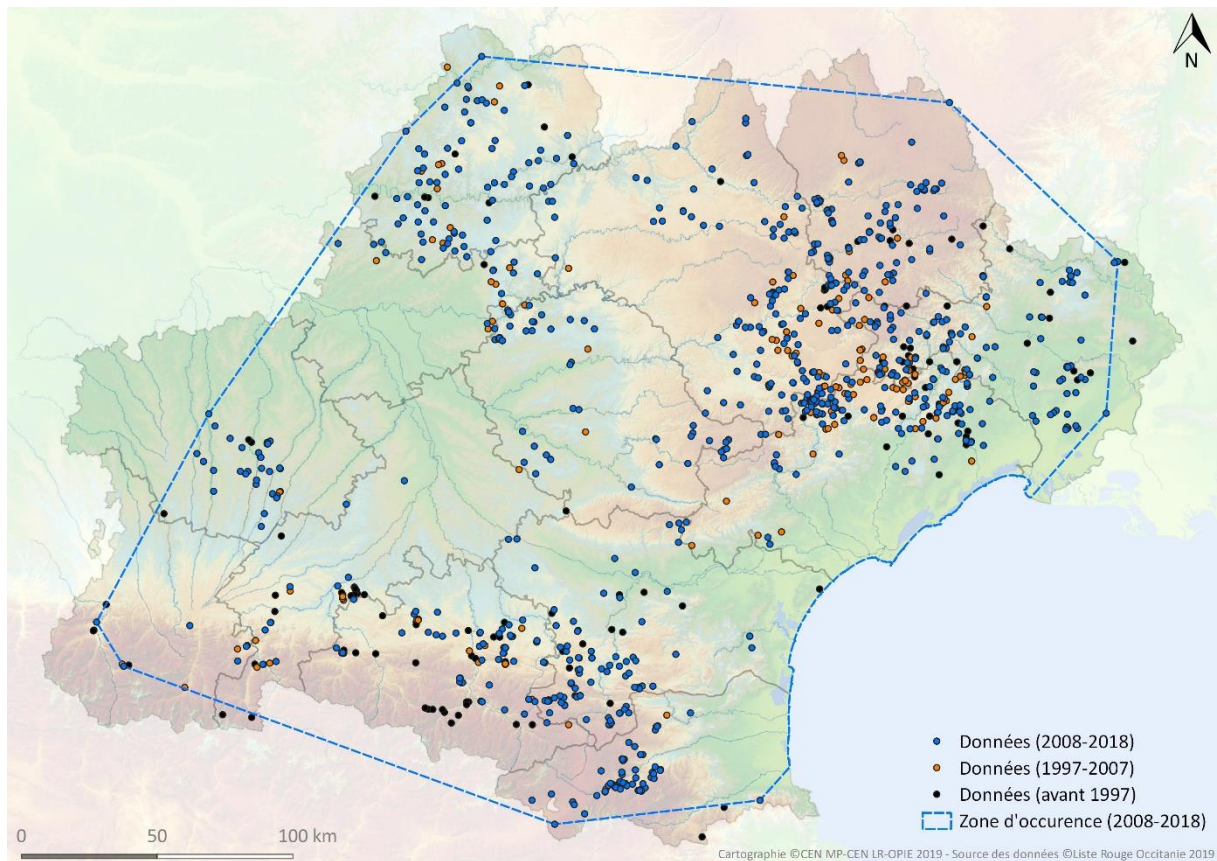 N
Données (2008-2018)
Données (1997-2007)
Données (avant 1997)
Zone d'occurence (2008-2018)
0 50 100 km
Cartographie ©CEN MP-CEN LR-OPIE 2019 - Source des données ©Liste Rouge Occitanie 2019